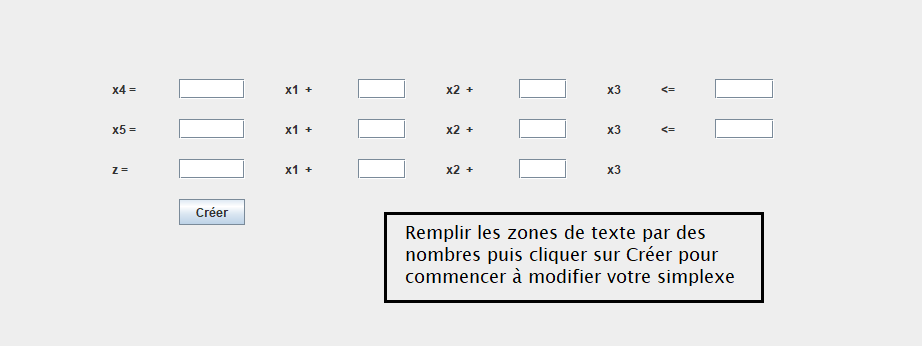 x4 = x1 + x2 + x3 <=
x5 = x1 + x2 + x3 <=
z = x1 + x2 + x3
Créer
Remplir les zones de texte par des
nombres puis cliquer sur Créer pour
commencer à modifier votre simplexe